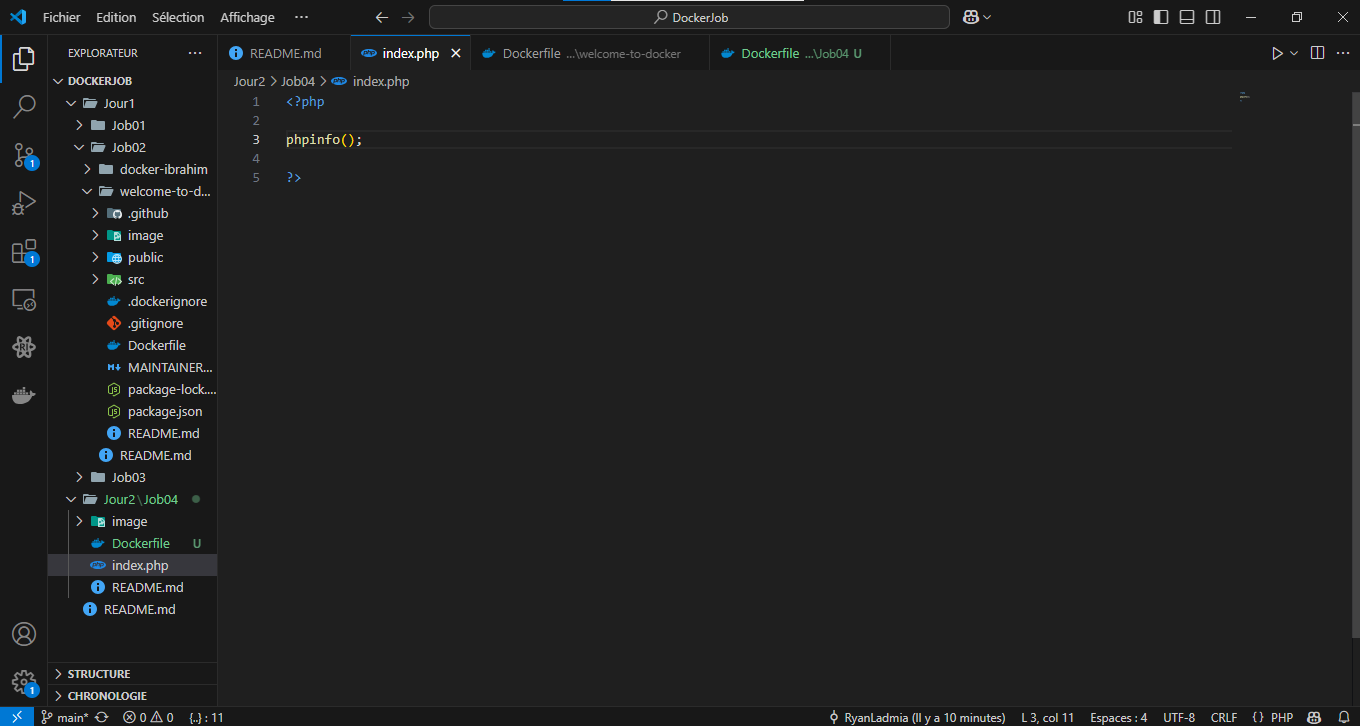 Fichier Edition Sélection Affichage ··· DockerJob
EXPLORATEUR ···
DOCKERJOB
Jour1
Job01
Job02
docker-ibrahim
welcome-to-d...
.github
image
public
src
.dockerignore
.gitignore
Dockerfile
MAINTAINER...
package-lock....
package.json
README.md
README.md
Job03
Jour2\Job04
image
Dockerfile U
index.php
README.md
README.md
STRUCTURE
CHRONOLOGIE
1
1
1
README.md index.php Dockerfile ...\welcome-to-docker Dockerfile ...\Job04 U
Jour2 > Job04 > index.php
1 <?php
2
3 phpinfo();
4
5 ?>
main* 0 0 {..} : 11 RyanLadmia (Il y a 10 minutes) L 3, col 11 Espaces : 4 UTF-8 CRLF { } PHP